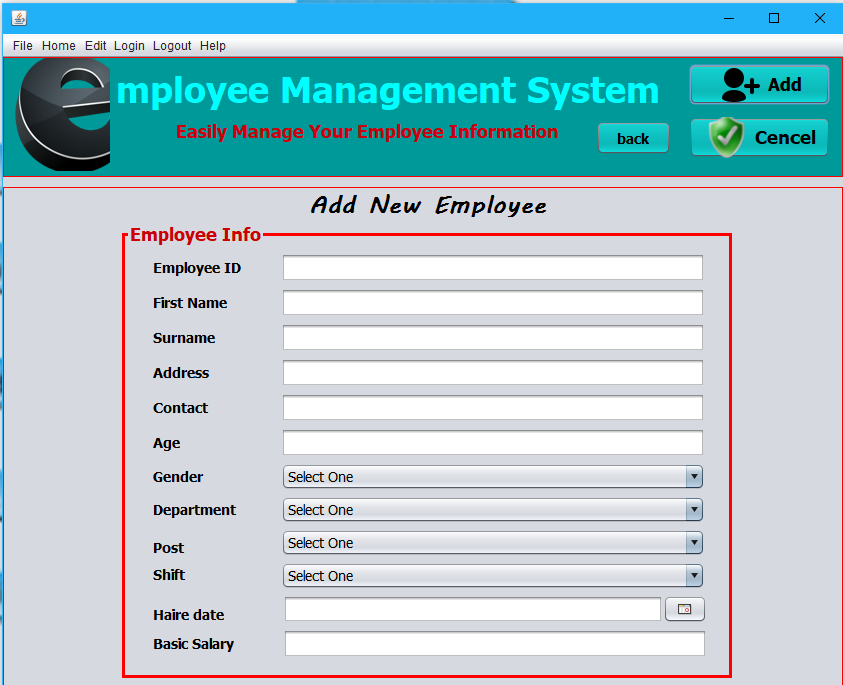 File Home Edit Login Logout Help
employee Management System
Add
Easily Manage Your Employee Information
back
Cencel
Add New Employee
Employee Info
Employee ID
First Name
Surname
Address
Contact
Age
Gender Select One
Department Select One
Post Select One
Shift Select One
Haire date
Basic Salary